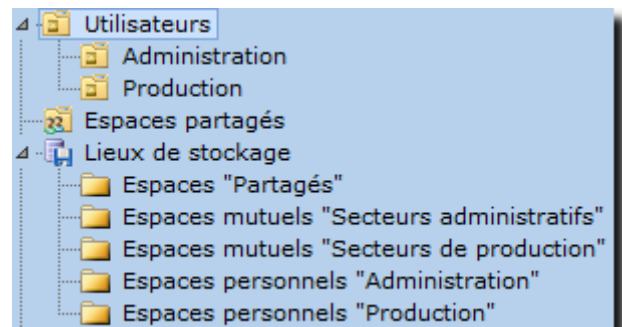 Utilisateurs
Administration
Production
Espaces partagés
Lieux de stockage
Espaces "Partagés"
Espaces mutuels "Secteurs administratifs"
Espaces mutuels "Secteurs de production"
Espaces personnels "Administration"
Espaces personnels "Production"